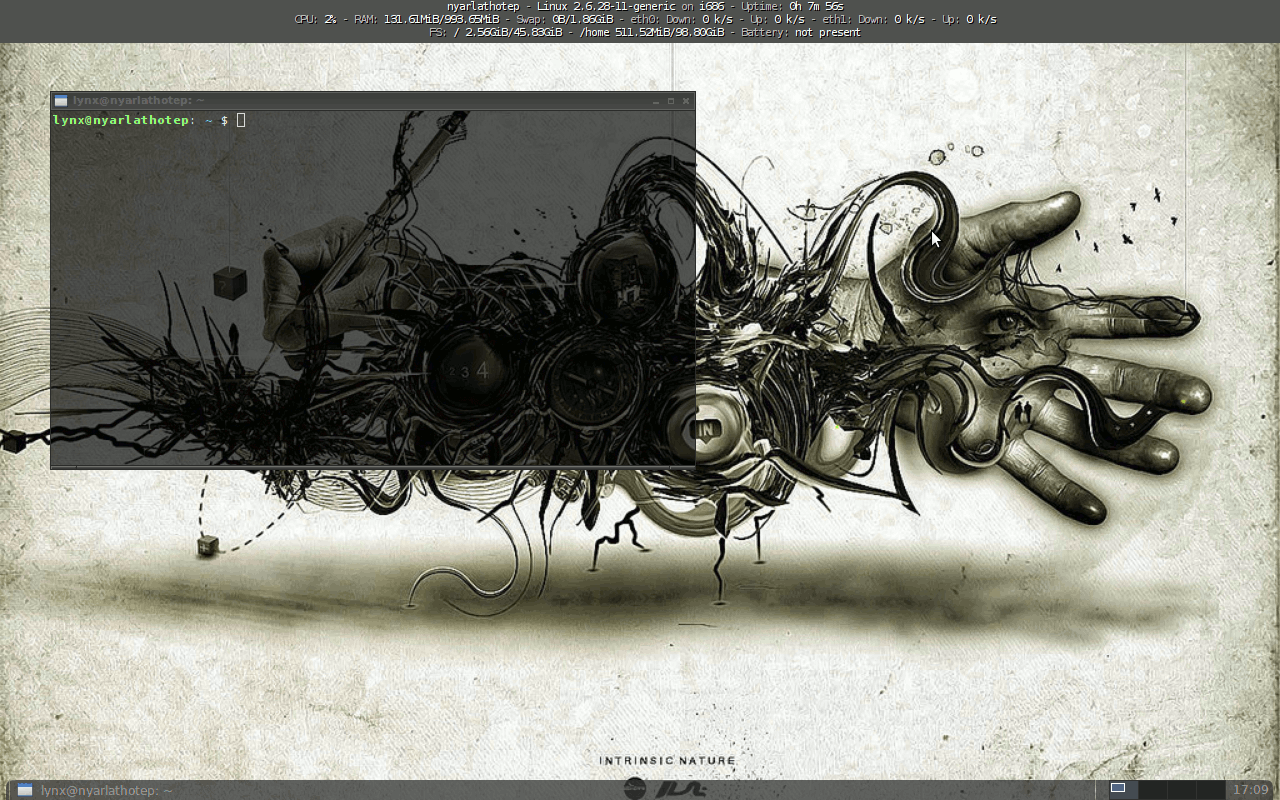 nyarlathotep - Linux 2.6.28-11-generic on i686 - Uptime: 0h 7m 56s
CPU: 2% - RAM: 131.61MiB/993.65MiB - Swap: 0B/1.86GiB - eth0: Down: 0 k/s - Up: 0 k/s - eth1: Down: 0 k/s - Up: 0 k/s
FS: / 2.56GiB/45.83GiB - /home 511.52MiB/98.80GiB - Battery: not present
lynx@nyarlathotep: ~
lynx@nyarlathotep: ~ $
2 3 4
IN
INTRINSIC NATURE
lynx@nyarlathotep: ~
17:09